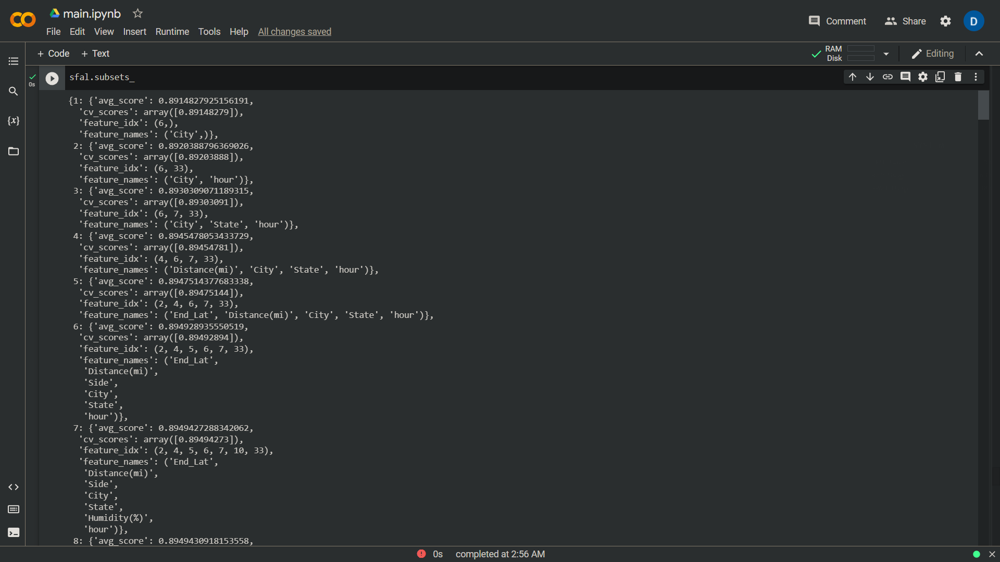 main.ipynb
Comment
Share
D
File Edit View Insert Runtime Tools Help All changes saved
+ Code + Text
RAM
Disk
Editing
0s
sfal.subsets_
{x}
{1: {'avg_score': 0.8914827925156191,
'cv_scores': array([0.89148279]),
'feature_idx': (6,),
'feature_names': ('City',)},
2: {'avg_score': 0.8920388796369026,
'cv_scores': array([0.89203888]),
'feature_idx': (6, 33),
'feature_names': ('City', 'hour')},
3: {'avg_score': 0.8930309071189315,
'cv_scores': array([0.89303091]),
'feature_idx': (6, 7, 33),
'feature_names': ('City', 'State', 'hour')},
4: {'avg_score': 0.8945478053433729,
'cv_scores': array([0.89454781]),
'feature_idx': (4, 6, 7, 33),
'feature_names': ('Distance(mi)', 'City', 'State', 'hour')},
5: {'avg_score': 0.8947514377683338,
'cv_scores': array([0.89475144]),
'feature_idx': (2, 4, 6, 7, 33),
'feature_names': ('End_Lat', 'Distance(mi)', 'City', 'State', 'hour')},
6: {'avg_score': 0.894928935550519,
'cv_scores': array([0.89492894]),
'feature_idx': (2, 4, 5, 6, 7, 33),
'feature_names': ('End_Lat',
'Distance(mi)',
'Side',
'City',
'State',
'hour')},
7: {'avg_score': 0.8949427288342062,
'cv_scores': array([0.89494273]),
'feature_idx': (2, 4, 5, 6, 7, 10, 33),
'feature_names': ('End_Lat',
'Distance(mi)',
'Side',
'City',
'State',
'Humidity(%)',
'hour')},
8: {'avg_score': 0.8949430918153558,
0s completed at 2:56 AM